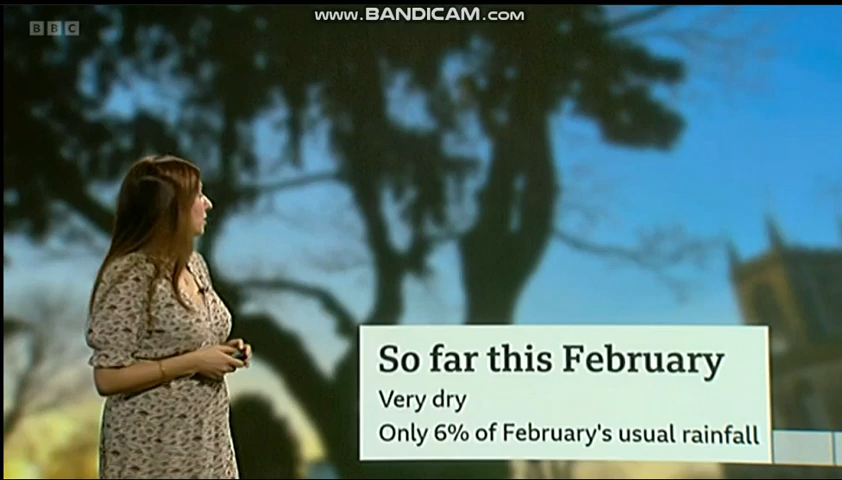 www.BANDICAM.com
BBC
So far this February
Very dry
Only 6% of February's usual rainfall